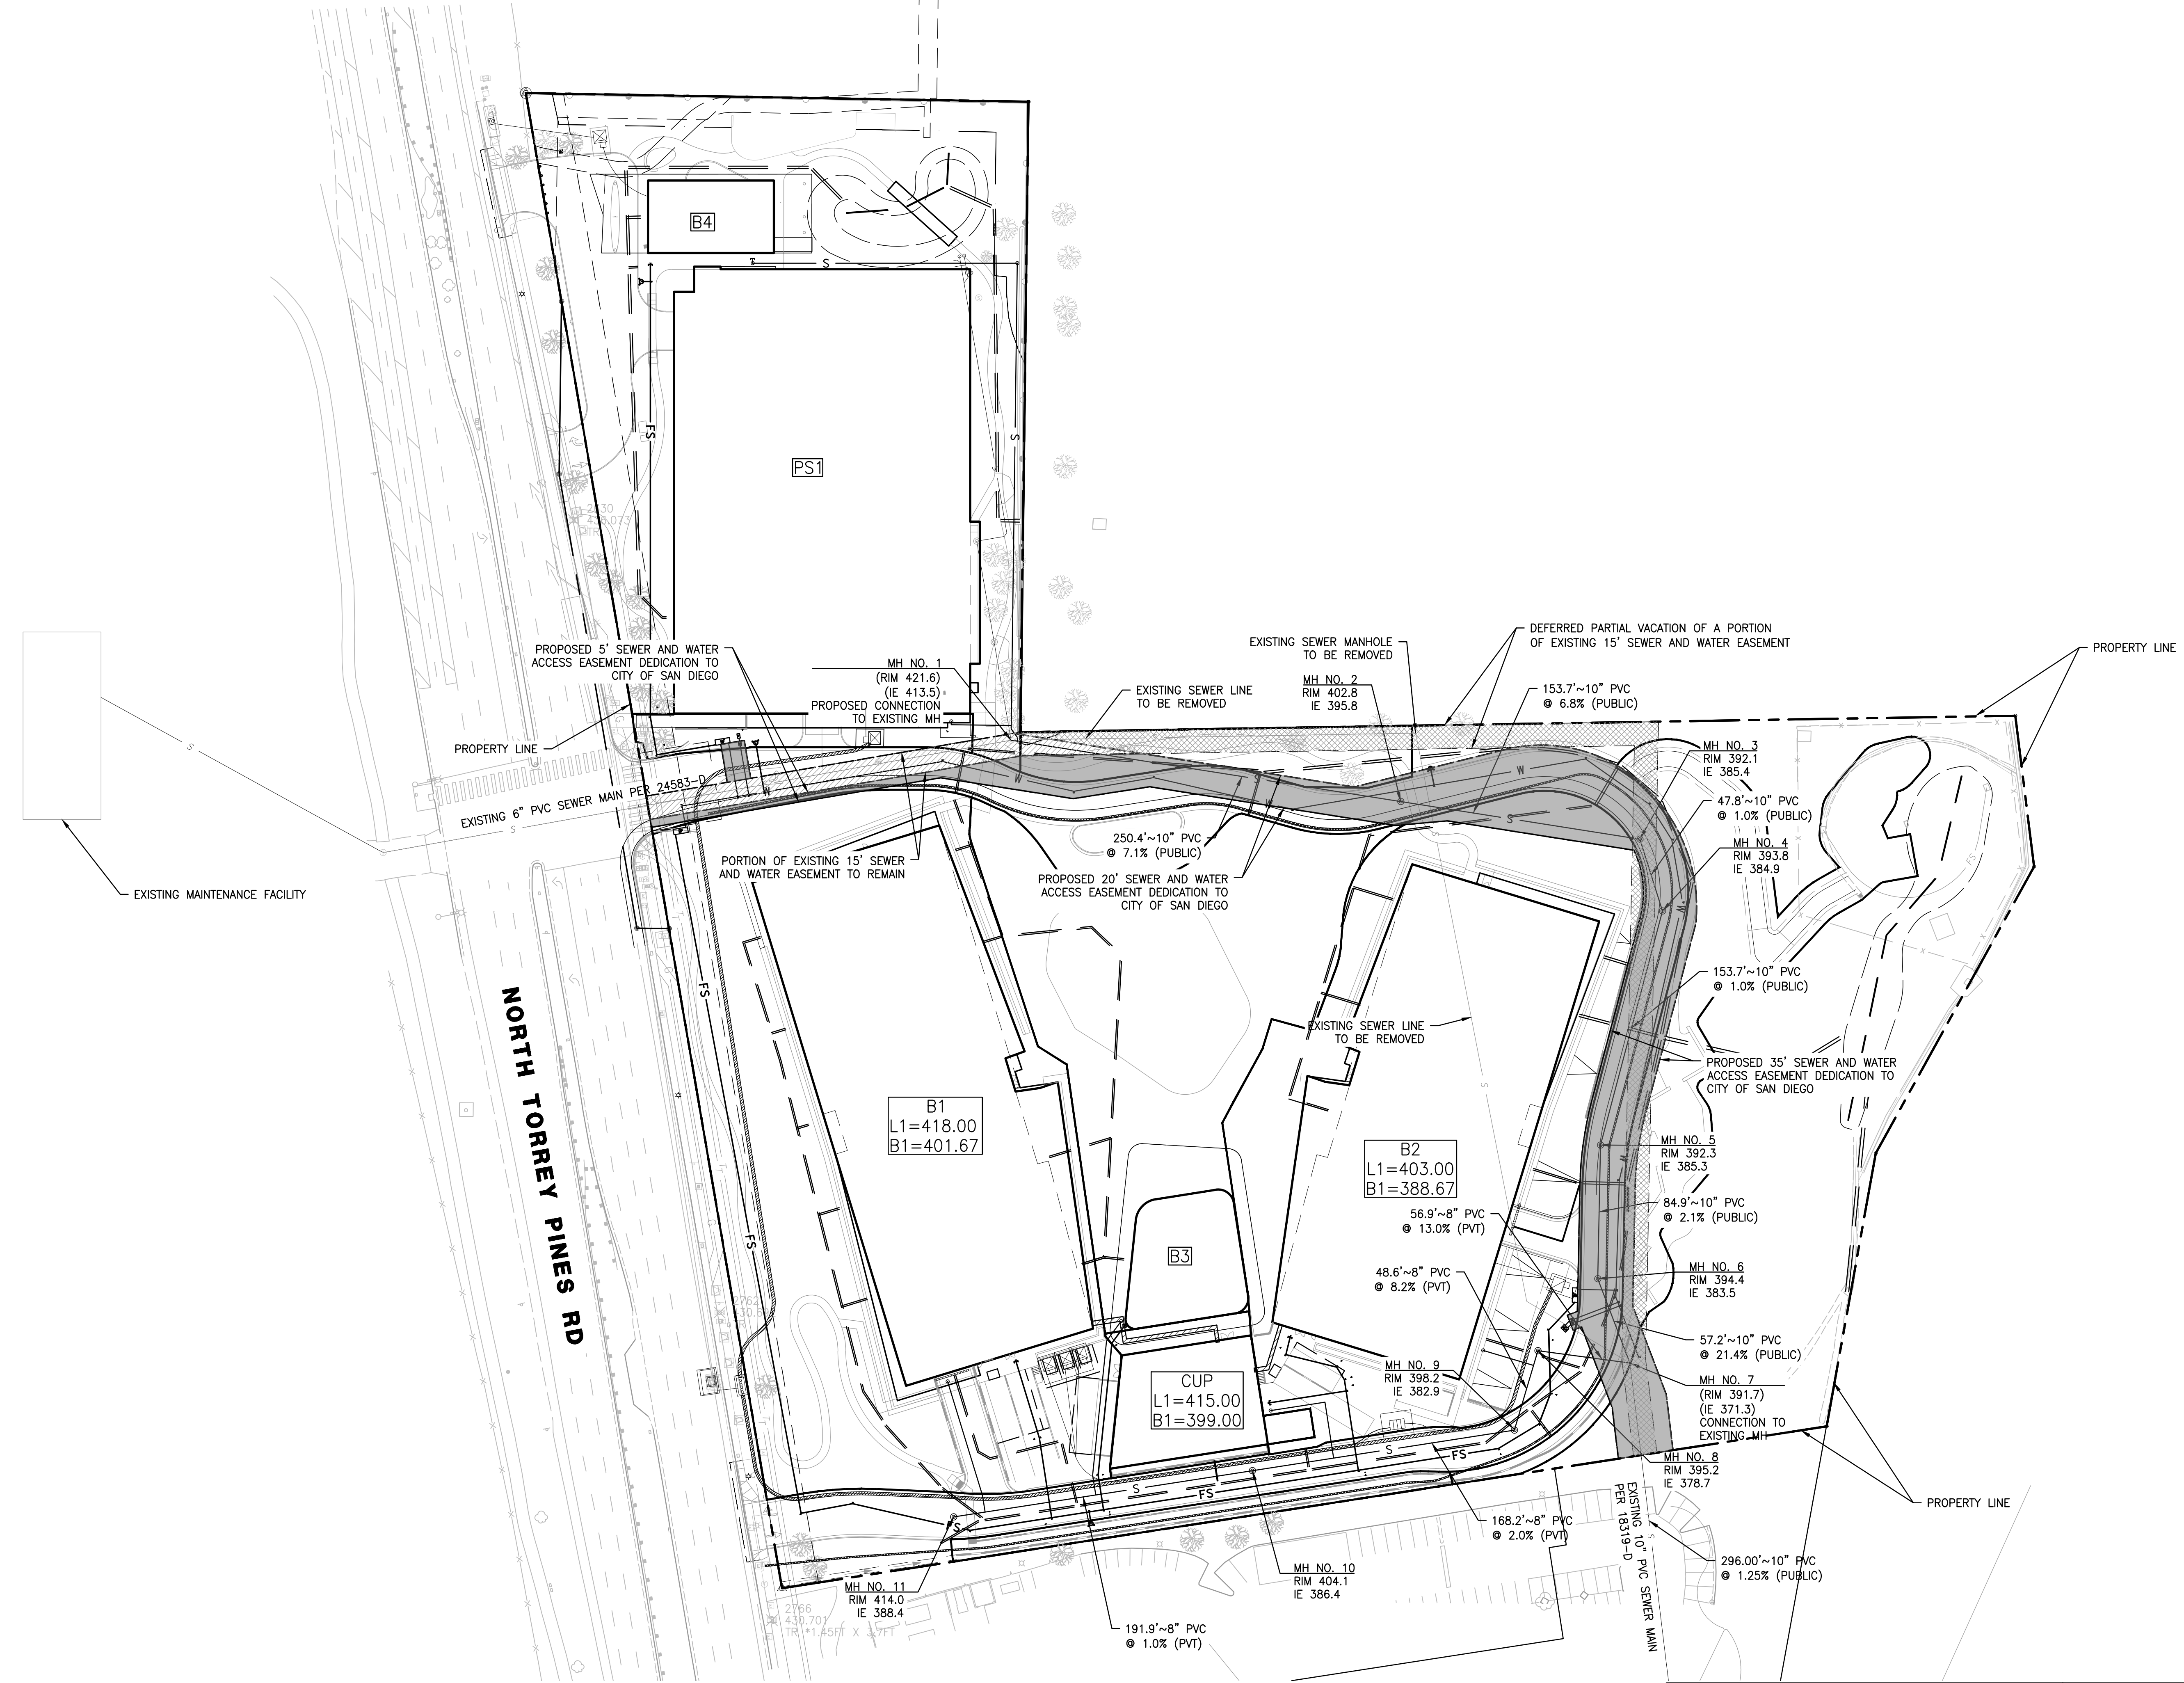 B4
S
FS
S
PS1
2830
PROPOSED 5' SEWER AND WATER
ACCESS EASEMENT DEDICATION TO
CITY OF SAN DIEGO
MH NO. 1
(RIM 421.6)
(IE 413.5)
PROPOSED CONNECTION
TO EXISTING MH
EXISTING SEWER LINE
TO BE REMOVED
EXISTING SEWER MANHOLE
TO BE REMOVED
MH NO. 2
RIM 402.8
IE 395.8
DEFERRED PARTIAL VACATION OF A PORTION
OF EXISTING 15' SEWER AND WATER EASEMENT
153.7'~10" PVC
@ 6.8% (PUBLIC)
PROPERTY LINE
PROPERTY LINE
S
EXISTING 6" PVC SEWER MAIN PER 24583-D
S
W
W
S
W
W
S
MH NO. 3
RIM 392.1
IE 385.4
47.8'~10" PVC
@ 1.0% (PUBLIC)
MH NO. 4
RIM 393.8
IE 384.9
250.4'~10" PVC
@ 7.1% (PUBLIC)
PORTION OF EXISTING 15' SEWER
AND WATER EASEMENT TO REMAIN
PROPOSED 20' SEWER AND WATER
ACCESS EASEMENT DEDICATION TO
CITY OF SAN DIEGO
EXISTING MAINTENANCE FACILITY
W
153.7'~10" PVC
@ 1.0% (PUBLIC)
FS
NORTH TORREY PINES RD
EXISTING SEWER LINE
TO BE REMOVED
S
PROPOSED 35' SEWER AND WATER
ACCESS EASEMENT DEDICATION TO
CITY OF SAN DIEGO
B1
L1=418.00
B1=401.67
B2
L1=403.00
B1=388.67
MH NO. 5
RIM 392.3
IE 385.3
W
84.9'~10" PVC
@ 2.1% (PUBLIC)
56.9'~8" PVC
@ 13.0% (PVT)
FS
B3
48.6'~8" PVC
@ 8.2% (PVT)
MH NO. 6
RIM 394.4
IE 383.5
2762
57.2'~10" PVC
@ 21.4% (PUBLIC)
MH NO. 9
RIM 398.2
IE 382.9
MH NO. 7
(RIM 391.7)
(IE 371.3)
CONNECTION TO
EXISTING MH
CUP
L1=415.00
B1=399.00
S
FS
S
FS
S
MH NO. 8
RIM 395.2
IE 378.7
PROPERTY LINE
EXISTING 10" PVC SEWER MAIN
PER 18319-D
S
168.2'~8" PVC
@ 2.0% (PVT)
296.00'~10" PVC
@ 1.25% (PUBLIC)
MH NO. 10
RIM 404.1
IE 386.4
MH NO. 11
RIM 414.0
IE 388.4
2766
430.701
TR *1.45FT X 3.7FT
191.9'~8" PVC
@ 1.0% (PVT)